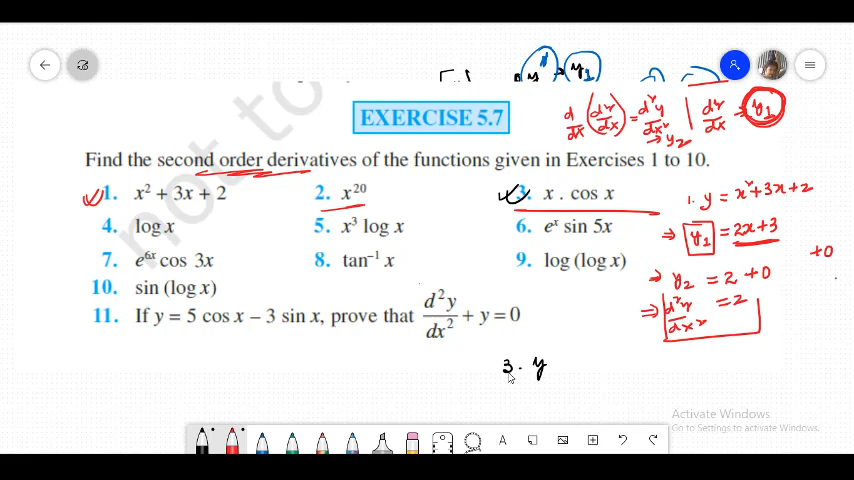 not to
y₁
EXERCISE 5.7
d/dx (dy/dx) = d²y/dx² → y₂
dy/dx → y₁
Find the second order derivatives of the functions given in Exercises 1 to 10.
1. x² + 3x + 2 2. x²⁰ 3. x . cos x
1. y = x² + 3x + 2
4. log x 5. x³ log x 6. eˣ sin 5x
⇒ y₁ = 2x + 3
7. e⁶ˣ cos 3x 8. tan⁻¹ x 9. log (log x)
+0
10. sin (log x)
→ y₂ = 2 + 0
11. If y = 5 cos x – 3 sin x, prove that d²y/dx² + y = 0
⇒ d²y/dx² = 2
3. y
Activate Windows
Go to Settings to activate Windows.
A